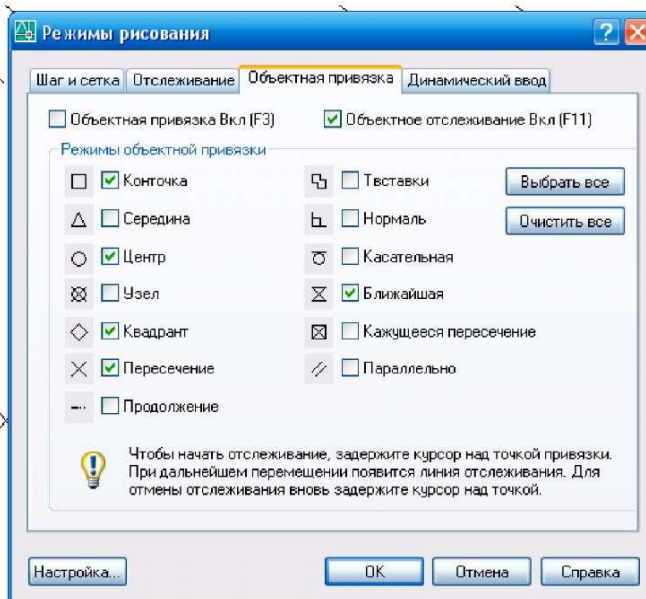 Режимы рисования
Шаг и сетка Отслеживание Объектная привязка Динамический ввод
Объектная привязка Вкл (F3) Объектное отслеживание Вкл (F11)
Режимы объектной привязки
Конточка Твставки Выбрать все
Середина Нормаль Очистить все
Центр Касательная
Узел Ближайшая
Квадрант Кажущееся пересечение
Пересечение Параллельно
Продолжение
Чтобы начать отслеживание, задержите курсор над точкой привязки.
При дальнейшем перемещении появится линия отслеживания. Для
отмены отслеживания вновь задержите курсор над точкой.
Настройка... ОК Отмена Справка